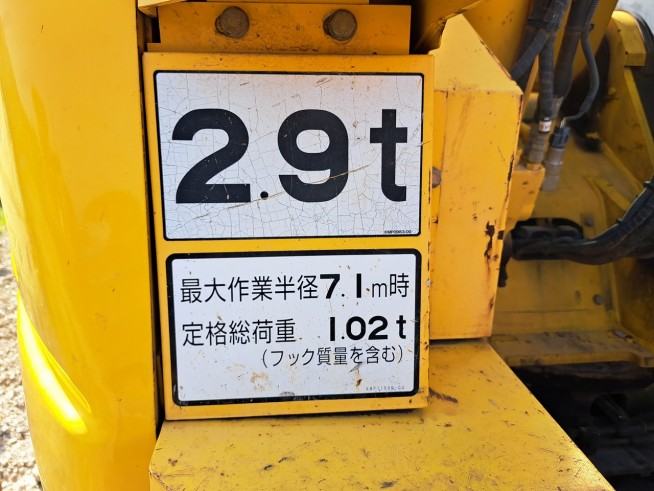 2.9t
最大作業半径7.1m時
定格総荷重 1.02t
(フック質量を含む)